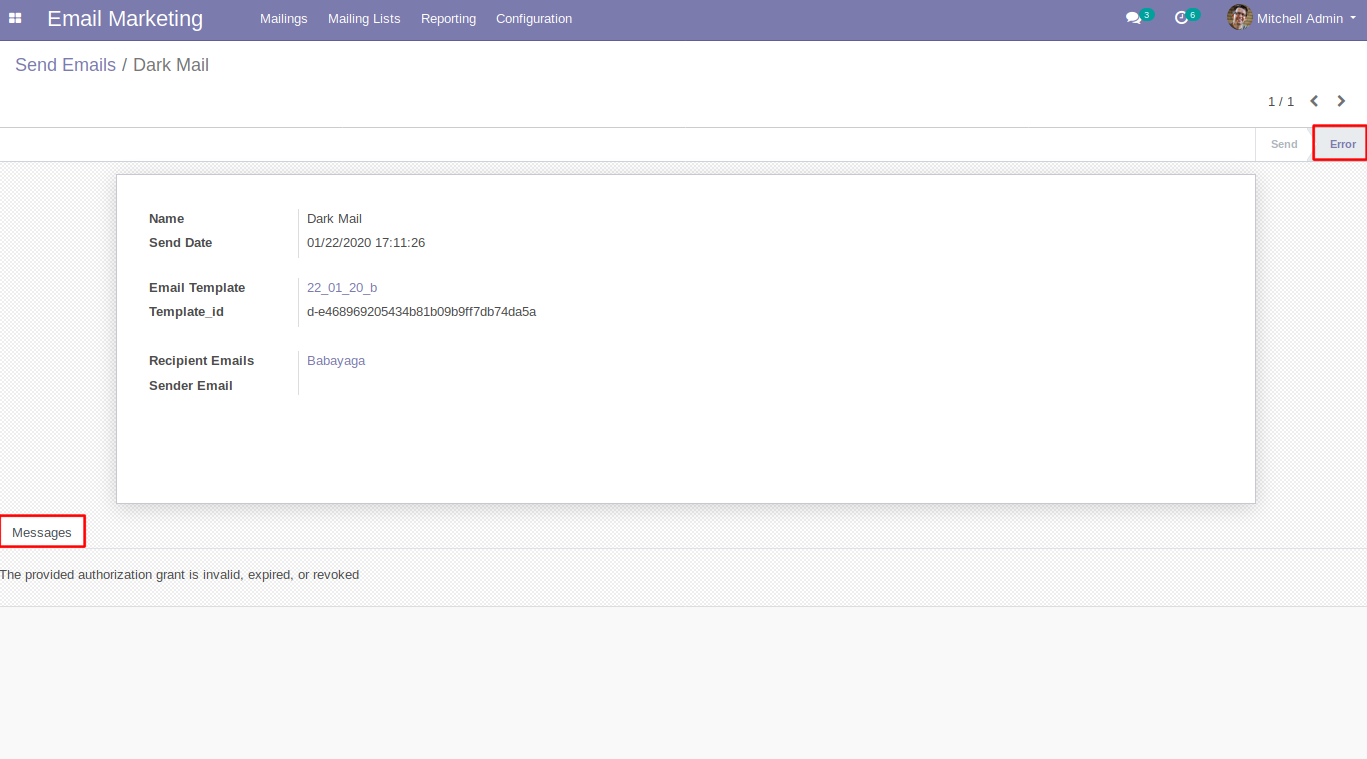 Email Marketing Mailings Mailing Lists Reporting Configuration 3 6 Mitchell Admin
Send Emails / Dark Mail
1 / 1
Send Error
Name Dark Mail
Send Date 01/22/2020 17:11:26
Email Template 22_01_20_b
Template_id d-e468969205434b81b09b9ff7db74da5a
Recipient Emails Babayaga
Sender Email
Messages
The provided authorization grant is invalid, expired, or revoked